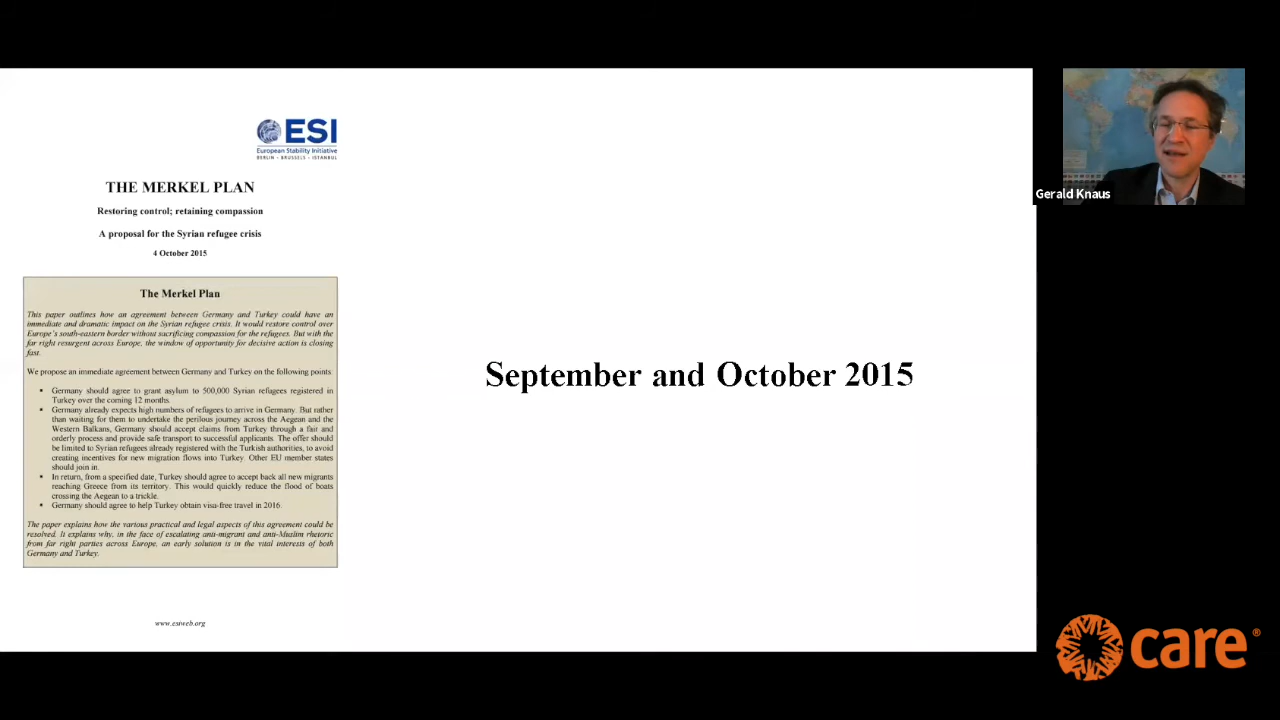 ESI
European Stability Initiative
BERLIN • BRUSSELS • ISTANBUL
THE MERKEL PLAN
Restoring control; retaining compassion
A proposal for the Syrian refugee crisis
4 October 2015
The Merkel Plan
This paper outlines how an agreement between Germany and Turkey could have an
immediate and dramatic impact on the Syrian refugee crisis. It would restore control over
Europe's south-eastern border without sacrificing compassion for the refugees. But with the
far right resurgent across Europe, the window of opportunity for decisive action is closing
fast.
We propose an immediate agreement between Germany and Turkey on the following points:
• Germany should agree to grant asylum to 500,000 Syrian refugees registered in
Turkey over the coming 12 months.
• Germany already expects high numbers of refugees to arrive in Germany. But rather
than waiting for them to undertake the perilous journey across the Aegean and the
Western Balkans, Germany should accept claims from Turkey through a fair and
orderly process and provide safe transport to successful applicants. The offer should
be limited to Syrian refugees already registered with the Turkish authorities, to avoid
creating incentives for new migration flows into Turkey. Other EU member states
should join in.
• In return, from a specified date, Turkey should agree to accept back all new migrants
reaching Greece from its territory. This would quickly reduce the flood of boats
crossing the Aegean to a trickle.
• Germany should agree to help Turkey obtain visa-free travel in 2016.
The paper explains how the various practical and legal aspects of this agreement could be
resolved. It explains why, in the face of escalating anti-migrant and anti-Muslim rhetoric
from far right parties across Europe, an early solution is in the vital interests of both
Germany and Turkey.
www.esiweb.org
September and October 2015
Gerald Knaus
care®